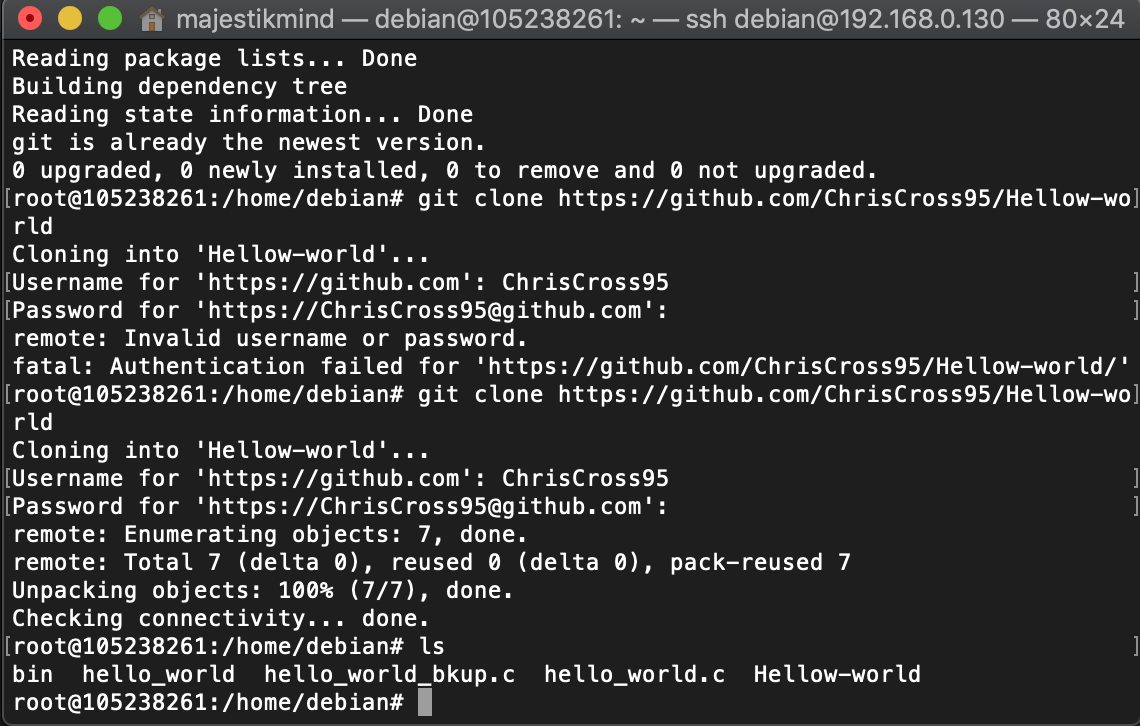 majestikmind — debian@105238261: ~ — ssh debian@192.168.0.130 — 80×24
Reading package lists... Done
Building dependency tree
Reading state information... Done
git is already the newest version.
0 upgraded, 0 newly installed, 0 to remove and 0 not upgraded.
[root@105238261:/home/debian# git clone https://github.com/ChrisCross95/Hellow-wo]
rld
Cloning into 'Hellow-world'...
[Username for 'https://github.com': ChrisCross95 ]
[Password for 'https://ChrisCross95@github.com': ]
remote: Invalid username or password.
fatal: Authentication failed for 'https://github.com/ChrisCross95/Hellow-world/'
[root@105238261:/home/debian# git clone https://github.com/ChrisCross95/Hellow-wo]
rld
Cloning into 'Hellow-world'...
[Username for 'https://github.com': ChrisCross95 ]
[Password for 'https://ChrisCross95@github.com': ]
remote: Enumerating objects: 7, done.
remote: Total 7 (delta 0), reused 0 (delta 0), pack-reused 7
Unpacking objects: 100% (7/7), done.
Checking connectivity... done.
[root@105238261:/home/debian# ls ]
bin  hello_world  hello_world_bkup.c  hello_world.c  Hellow-world
root@105238261:/home/debian#